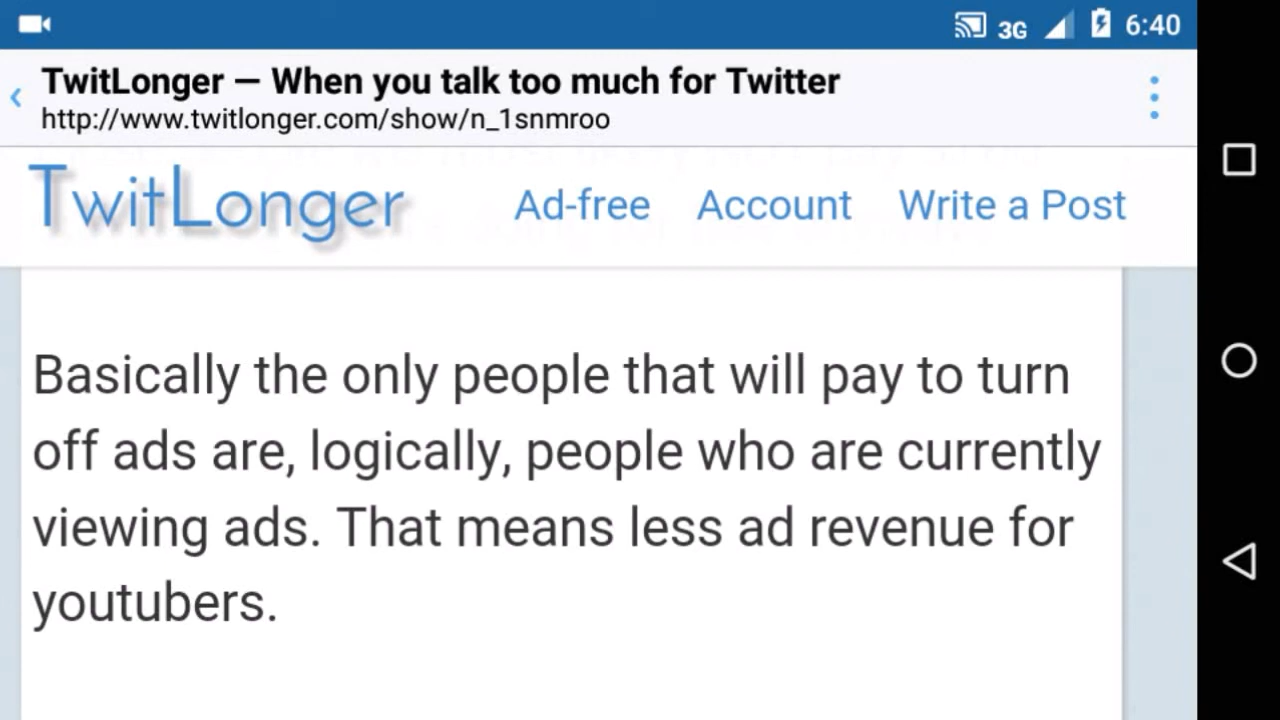 3G 6:40
TwitLonger — When you talk too much for Twitter
http://www.twitlonger.com/show/n_1snmroo
TwitLonger Ad-free Account Write a Post
Basically the only people that will pay to turn
off ads are, logically, people who are currently
viewing ads. That means less ad revenue for
youtubers.